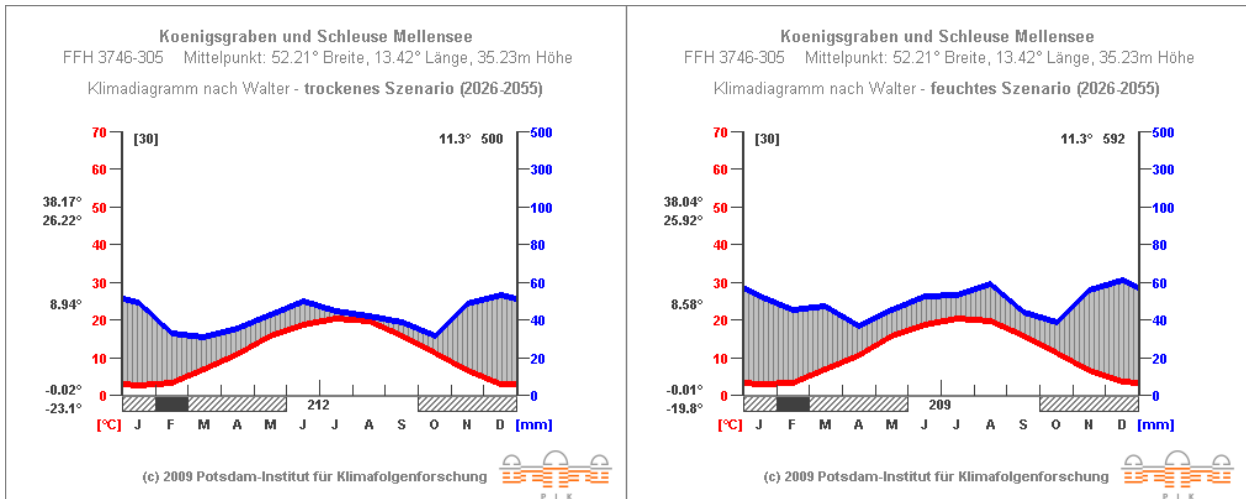 Koenigsgraben und Schleuse Mellensee
FFH 3746-305 Mittelpunkt: 52.21° Breite, 13.42° Länge, 35.23m Höhe
Klimadiagramm nach Walter - trockenes Szenario (2026-2055)
70 [30] 11.3° 500 500
60 300
38.17° 50 100
26.22°
40 80
30 60
8.94°
20 40
10 20
-0.02° 0 0
-23.1° 212
[°C] J F M A M J J A S O N D [mm]
(c) 2009 Potsdam-Institut für Klimafolgenforschung
P I K
Koenigsgraben und Schleuse Mellensee
FFH 3746-305 Mittelpunkt: 52.21° Breite, 13.42° Länge, 35.23m Höhe
Klimadiagramm nach Walter - feuchtes Szenario (2026-2055)
70 [30] 11.3° 592 500
60 300
38.04° 50 100
25.92°
40 80
30 60
8.58°
20 40
10 20
-0.01° 0 0
-19.8° 209
[°C] J F M A M J J A S O N D [mm]
(c) 2009 Potsdam-Institut für Klimafolgenforschung
P I K